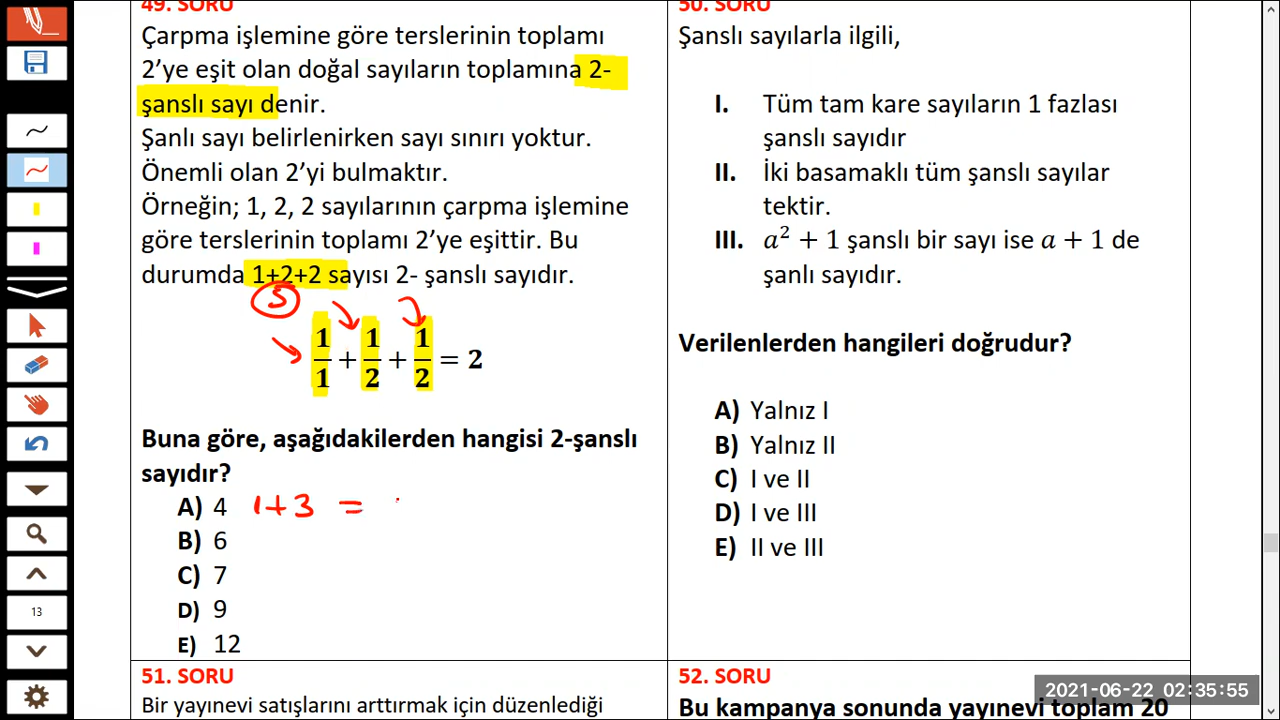 49. SORU
Çarpma işlemine göre terslerinin toplamı
2’ye eşit olan doğal sayıların toplamına 2-
şanslı sayı denir.
Şanlı sayı belirlenirken sayı sınırı yoktur.
Önemli olan 2’yi bulmaktır.
Örneğin; 1, 2, 2 sayılarının çarpma işlemine
göre terslerinin toplamı 2’ye eşittir. Bu
durumda 1+2+2 sayısı 2- şanslı sayıdır.
5
1/1 + 1/2 + 1/2 = 2
Buna göre, aşağıdakilerden hangisi 2-şanslı
sayıdır?
A) 4 1+3 =
B) 6
C) 7
D) 9
E) 12
50. SORU
Şanslı sayılarla ilgili,
I. Tüm tam kare sayıların 1 fazlası
şanslı sayıdır
II. İki basamaklı tüm şanslı sayılar
tektir.
III. a² + 1 şanslı bir sayı ise a + 1 de
şanlı sayıdır.
Verilenlerden hangileri doğrudur?
A) Yalnız I
B) Yalnız II
C) I ve II
D) I ve III
E) II ve III
51. SORU
Bir yayınevi satışlarını arttırmak için düzenlediği
52. SORU
Bu kampanya sonunda yayınevi toplam 20
13
2021-06-22 02:35:55